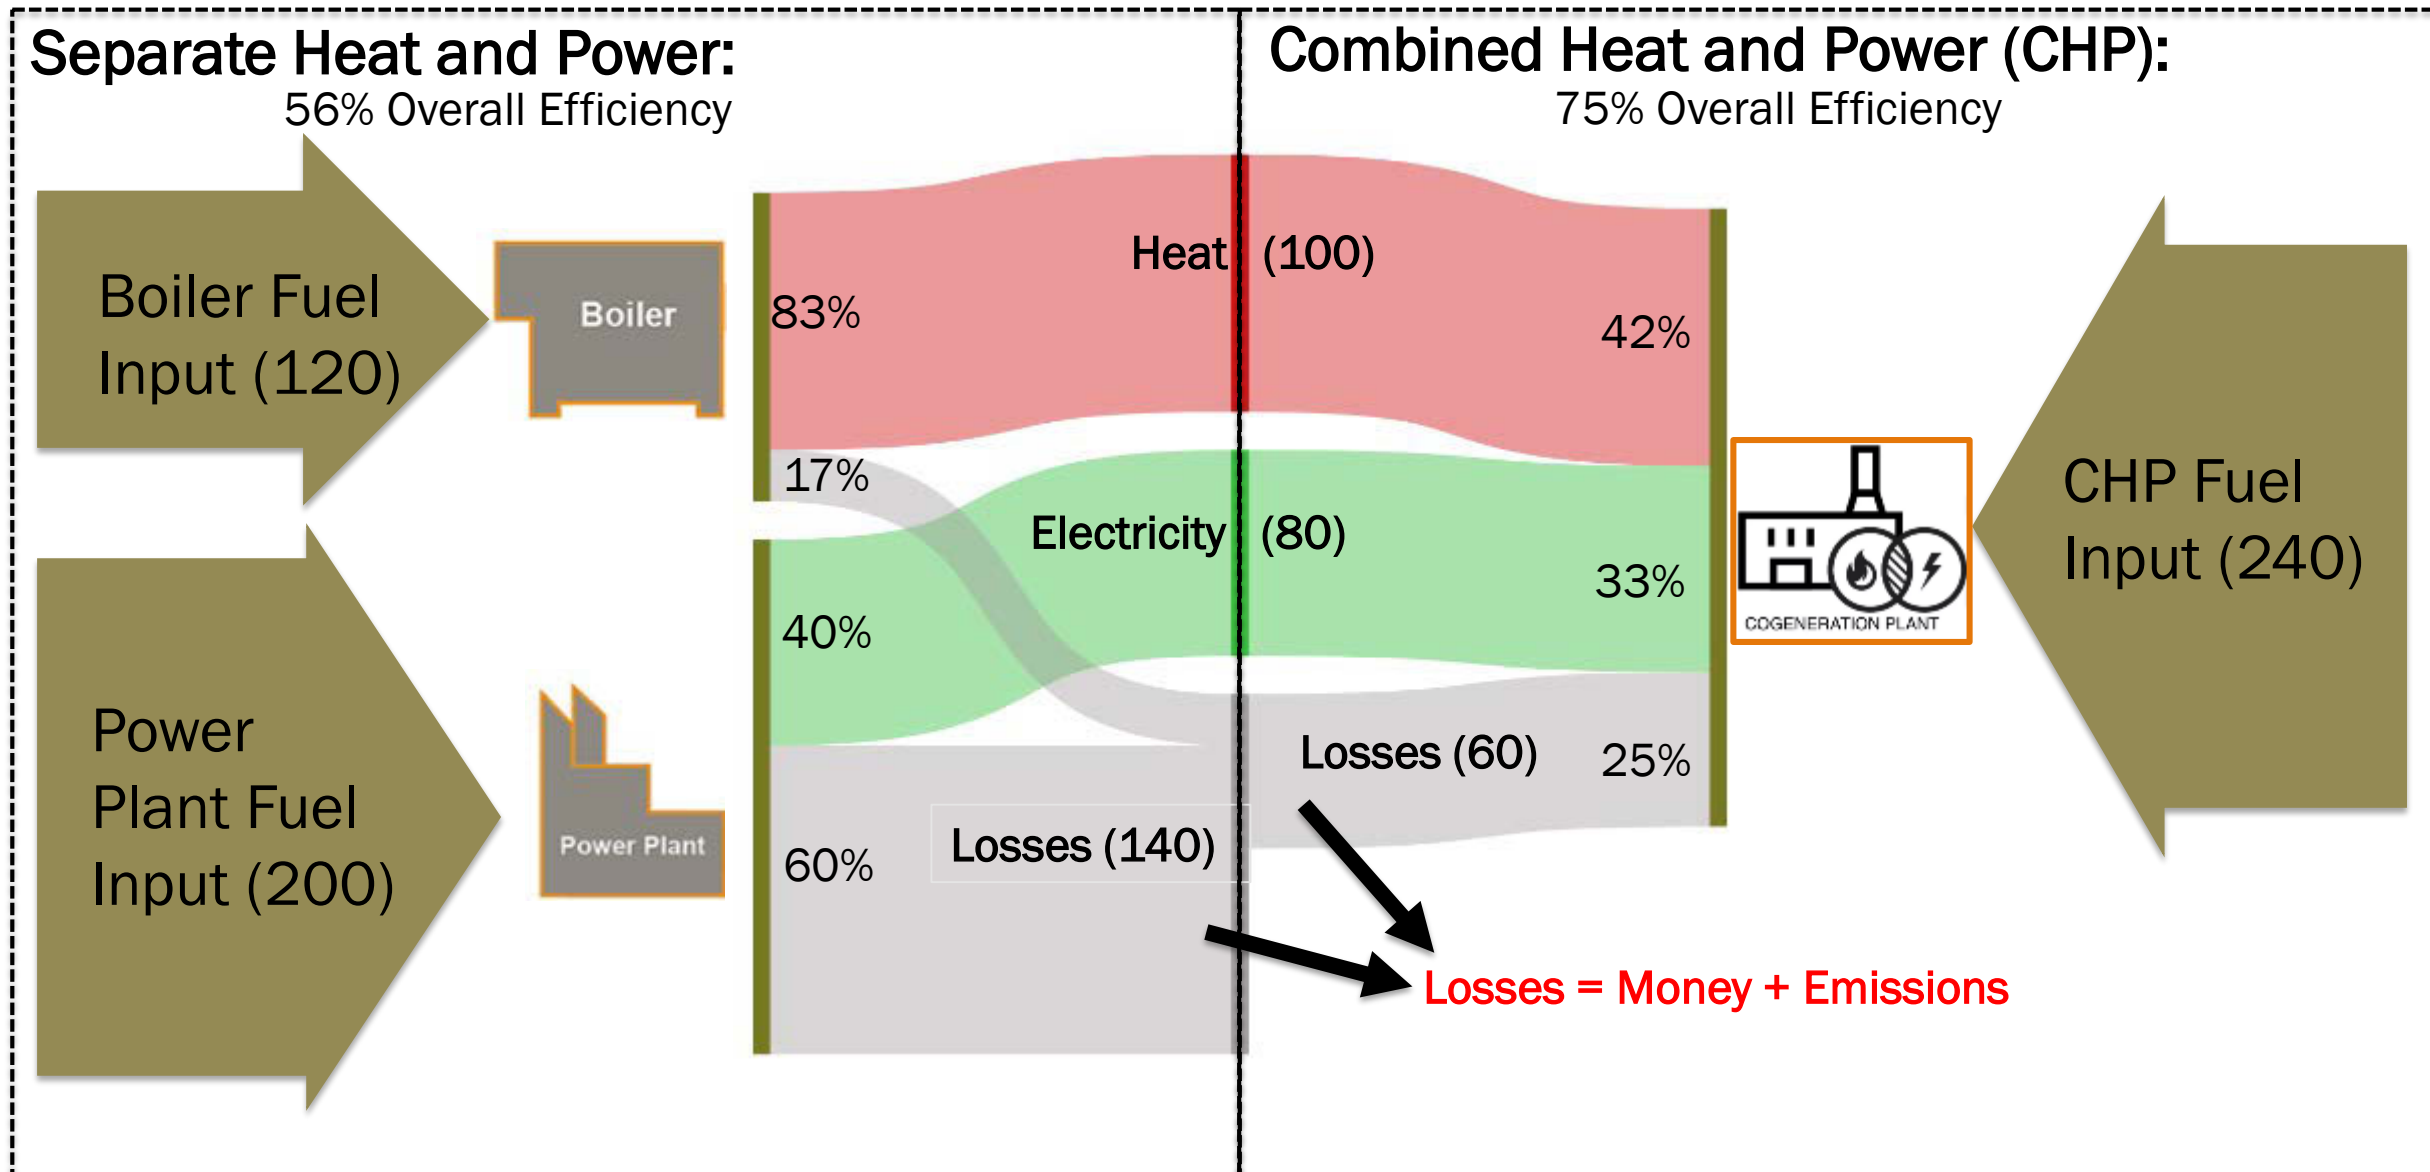 Separate Heat and Power:
56% Overall Efficiency
Boiler Fuel
Input (120)
Boiler
83%
17%
Power
Plant Fuel
Input (200)
Power Plant
40%
60%
Heat (100)
Electricity (80)
Losses (140)
Combined Heat and Power (CHP):
75% Overall Efficiency
42%
33%
Losses (60)
25%
COGENERATION PLANT
CHP Fuel
Input (240)
Losses = Money + Emissions